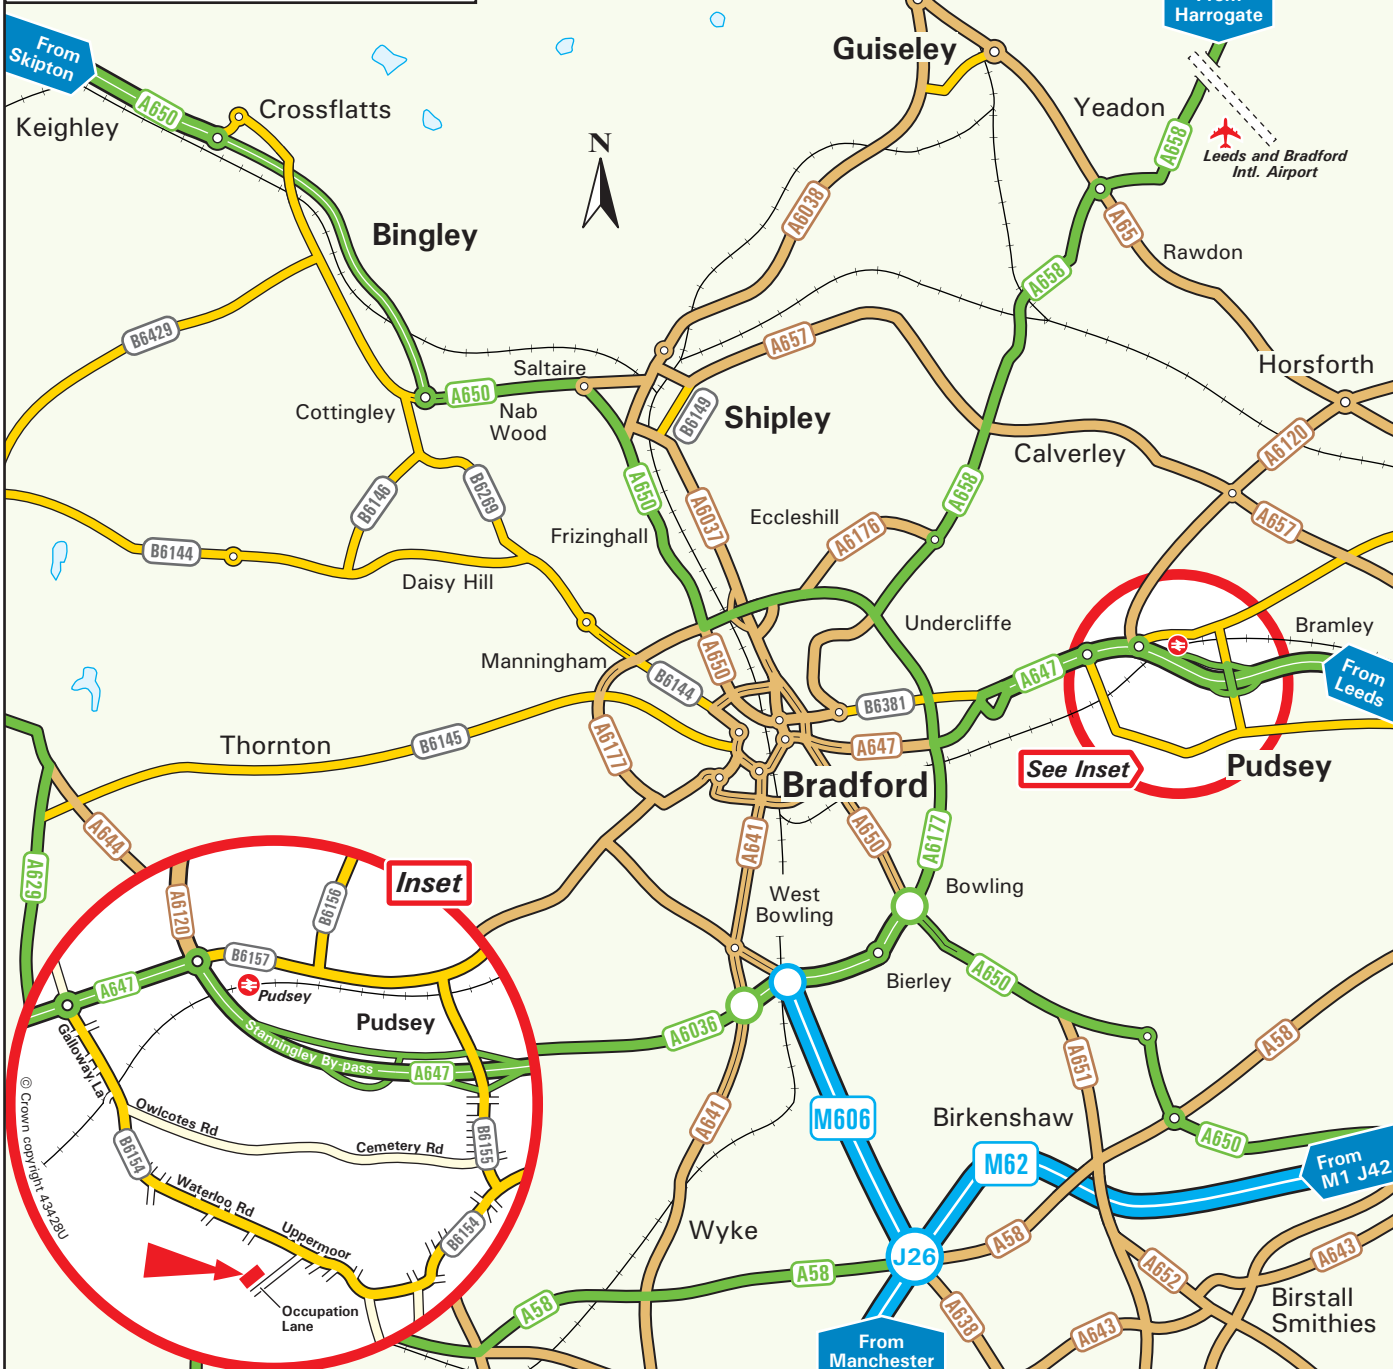 From
Harrogate
From
Skipton
Guiseley
A650
Crossflatts
Yeadon
Keighley
A658
Leeds and Bradford
Intl. Airport
N
A6038
A65
Bingley
Rawdon
A658
B6429
A657
Saltaire
Horsforth
A650
Nab
Wood
Cottingley
B6149
Shipley
A6120
Calverley
B6146
B6269
A650
A658
A6037
Eccleshill
A6176
A657
Frizinghall
B6144
Daisy Hill
Undercliffe
Bramley
Manningham
A650
B6144
A647
From
Leeds
B6381
A6177
Thornton
B6145
A647
See Inset
Pudsey
Bradford
A644
A641
A650
A6177
A629
Inset
West
Bowling
Bowling
A6120
B6156
B6157
A647
Pudsey
Pudsey
Bierley
A650
Galloway La
Stanningley By-pass
A647
A6036
A58
A651
© Crown copyright 43428U
Owlcotes Rd
Cemetery Rd
B6155
B6154
A641
M606
Birkenshaw
A650
M62
From
M1 J42
Waterloo Rd
Uppermoor
B6154
Wyke
A58
J26
A643
A652
A58
Occupation
Lane
A58
A638
A643
Birstall
Smithies
From
Manchester